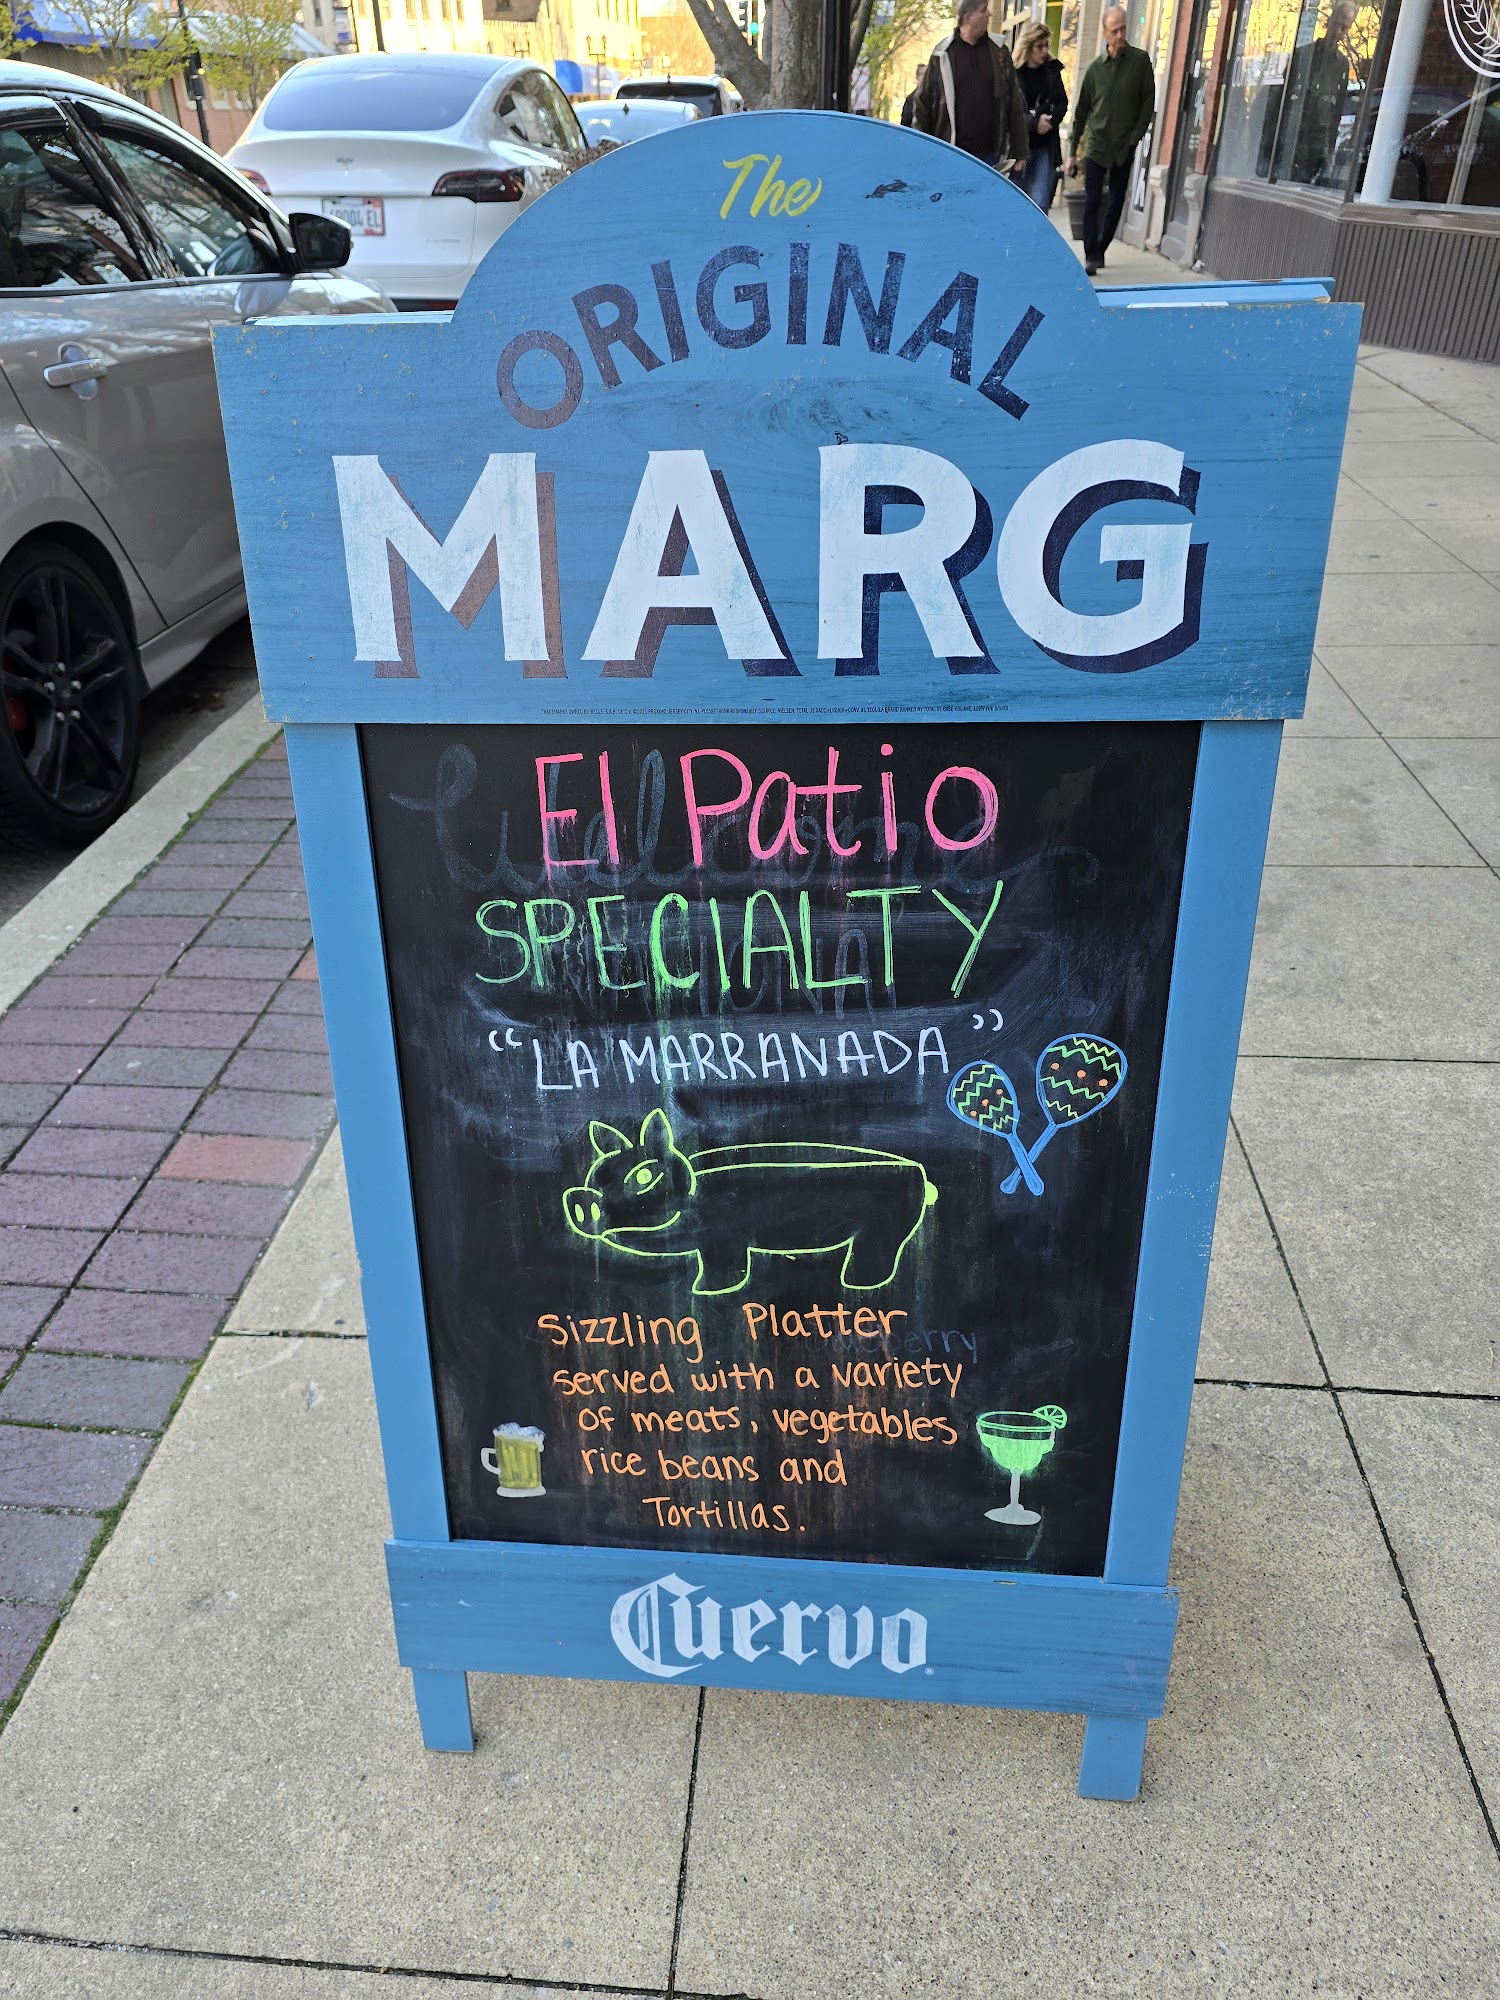 The
ORIGINAL
MARG
El Patio
SPECIALTY
"LA MARRANADA"
Sizzling Platter
served with a variety
of meats, vegetables
rice beans and
Tortillas.
Cuervo